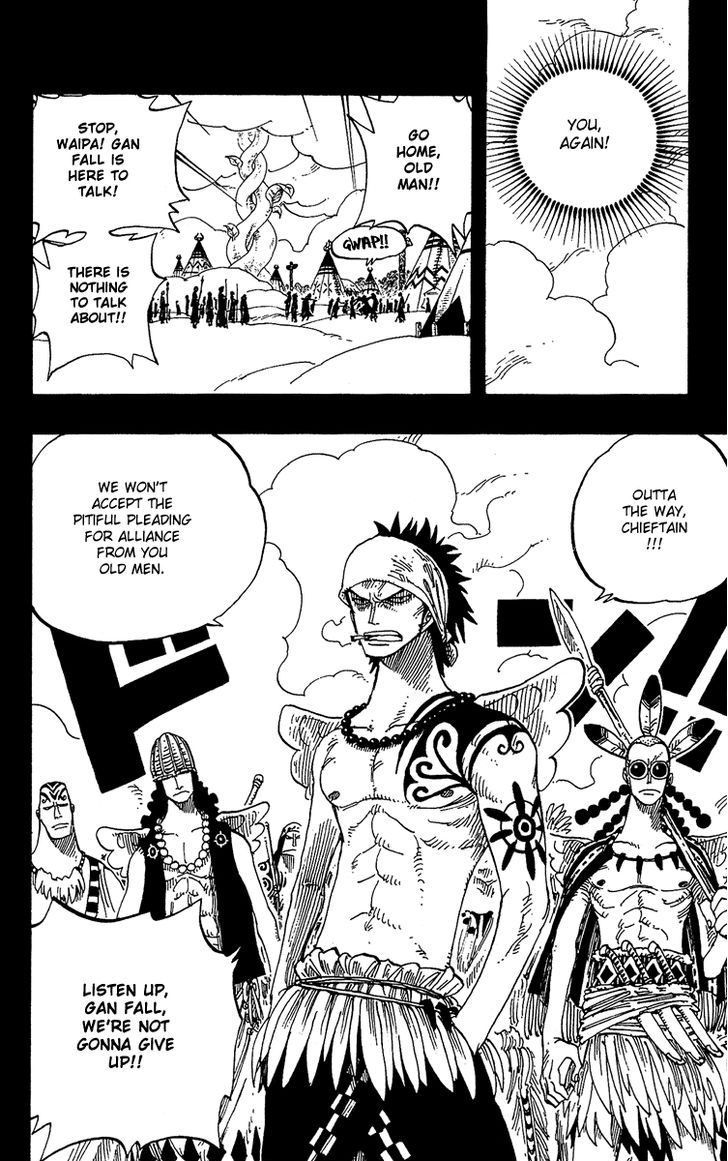 YOU,
AGAIN!
GO
HOME,
OLD
MAN!!
STOP,
WAIPA! GAN
FALL IS
HERE TO
TALK!
THERE IS
NOTHING
TO TALK
ABOUT!!
GWAP!!
OUTTA
THE WAY,
CHIEFTAIN
!!!
WE WON'T
ACCEPT THE
PITIFUL PLEADING
FOR ALLIANCE
FROM YOU
OLD MEN.
LISTEN UP,
GAN FALL,
WE'RE NOT
GONNA GIVE
UP!!